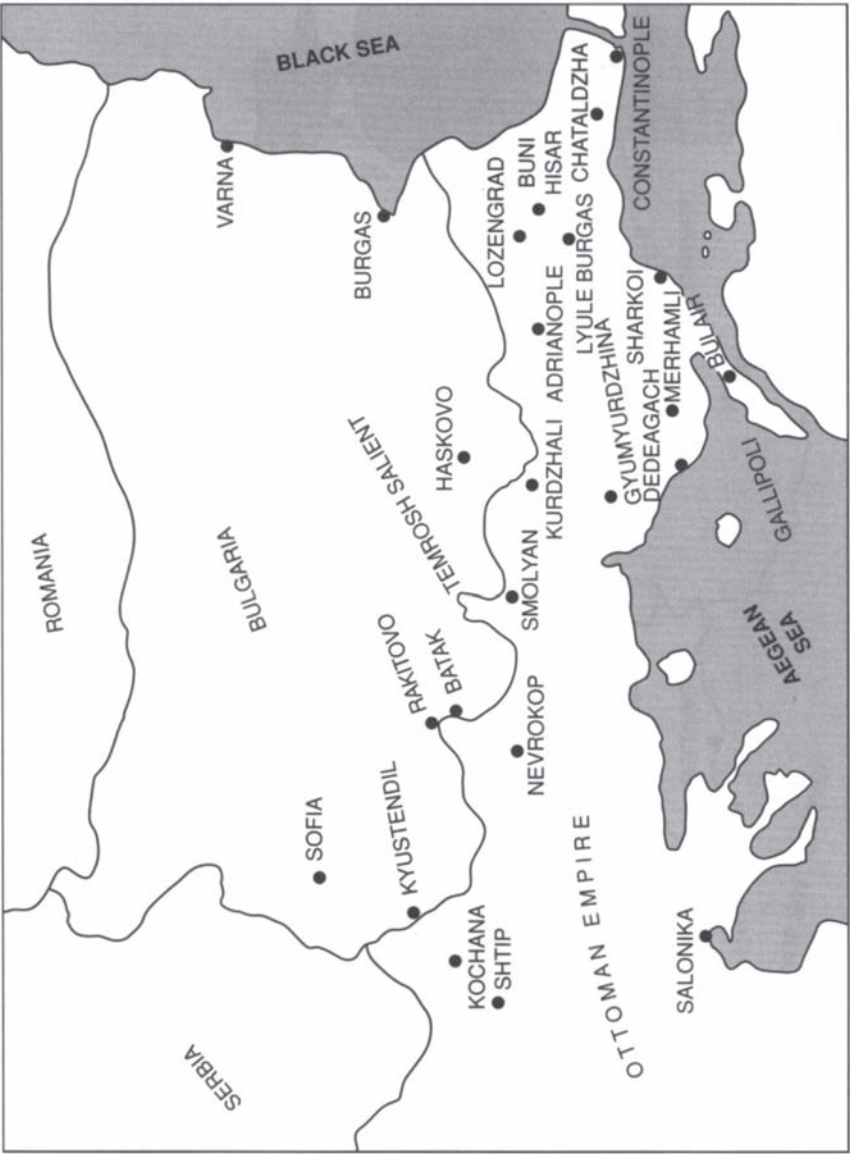 ROMANIA
SERBIA
BULGARIA
BLACK SEA
VARNA
BURGAS
SOFIA
KYUSTENDIL
RAKITOVO
BATAK
TEMROSH SALIENT
HASKOVO
KOCHANA
SHTIP
NEVROKOP
SMOLYAN
KURDZHALI
ADRIANOPLE
LOZENGRAD
BUNI
HISAR
LYULE BURGAS
CHATALDZHA
CONSTANTINOPLE
OTTOMAN EMPIRE
GYUMYURDZHINA
DEDEAGACH
MERHAMLI
SHARKOI
BULAIR
GALLIPOLI
SALONIKA
AEGEAN
SEA